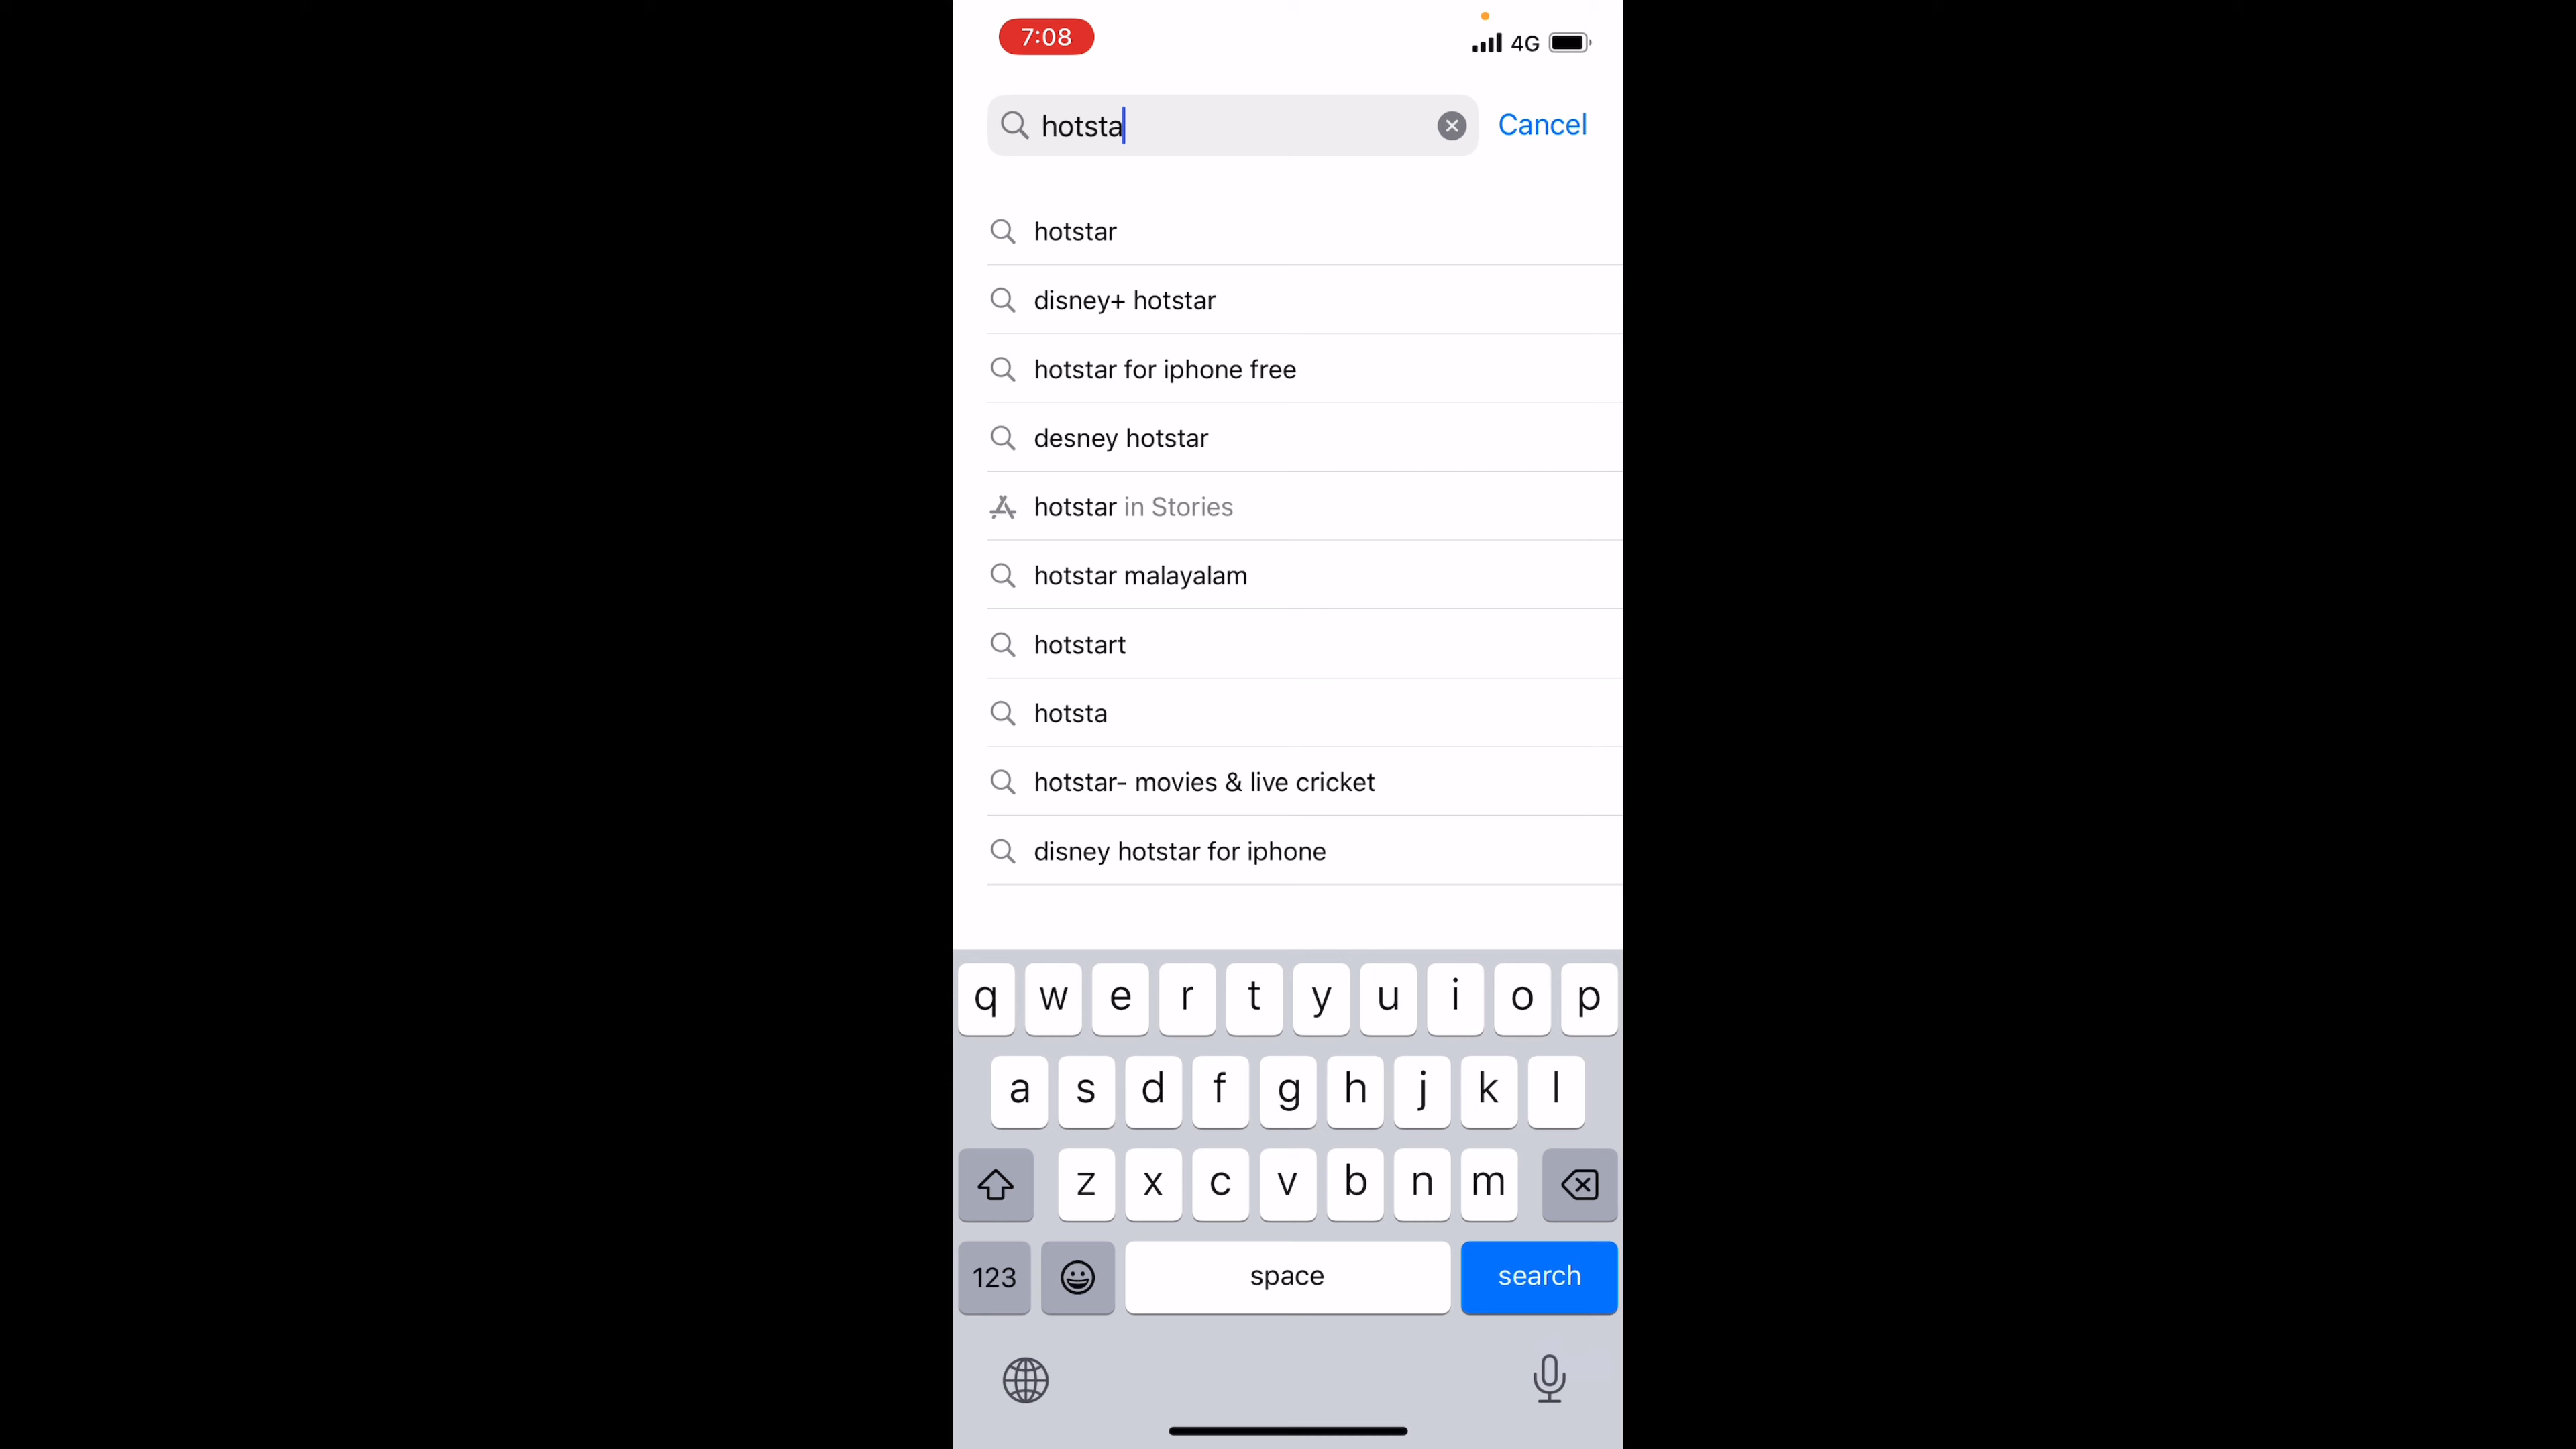 7:08
4G
hotsta
Cancel
hotstar
disney+ hotstar
hotstar for iphone free
desney hotstar
hotstar in Stories
hotstar malayalam
hotstart
hotsta
hotstar- movies & live cricket
disney hotstar for iphone
q w e r t y u i o p
a s d f g h j k l
z x c v b n m
123 space search